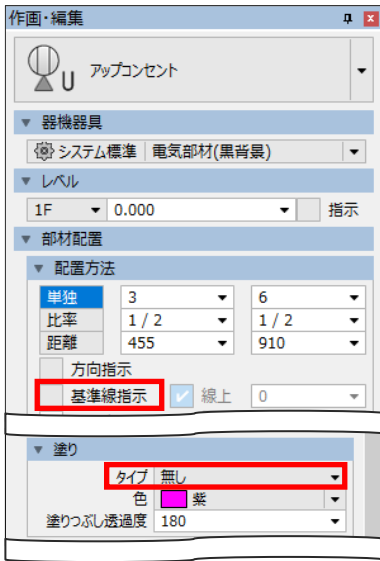 作画・編集
U アップコンセント
器機器具
システム標準 電気部材(黒背景)
レベル
1F 0.000 指示
部材配置
配置方法
単独 3 6
比率 1 / 2 1 / 2
距離 455 910
方向指示
基準線指示 線上 0
塗り
タイプ 無し
色 紫
塗りつぶし透過度 180